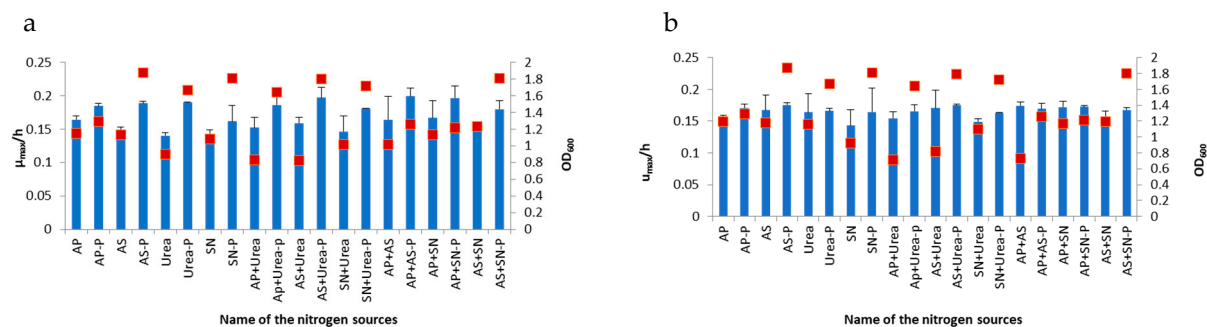 a
0.25
0.2
0.15
0.1
0.05
0
µmax/h
2
1.8
1.6
1.4
1.2
1
0.8
0.6
0.4
0.2
0
OD600
AP
AP-P
AS
AS-P
Urea
Urea-P
SN
SN-P
AP+Urea
Ap+Urea-p
AS+Urea
AS+Urea-P
SN+Urea
SN+Urea-P
AP+AS
AP+AS-P
AP+SN
AP+SN-P
AS+SN
AS+SN-P
Name of the nitrogen sources
b
0.25
0.2
0.15
0.1
0.05
0
umax/h
2
1.8
1.6
1.4
1.2
1
0.8
0.6
0.4
0.2
0
OD600
AP
AP-P
AS
AS-P
Urea
Urea-P
SN
SN-P
AP+Urea
Ap+Urea-p
AS+Urea
AS+Urea-P
SN+Urea
SN+Urea-P
AP+AS
AP+AS-P
AP+SN
AP+SN-P
AS+SN
AS+SN-P
Name of the nitrogen sources